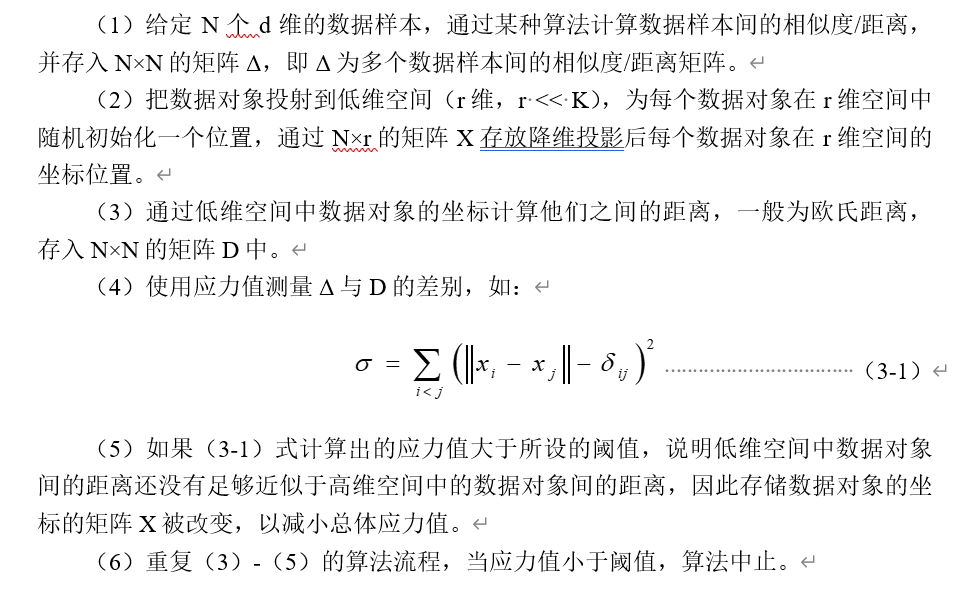 （1）给定 N 个 d 维的数据样本，通过某种算法计算数据样本间的相似度/距离，
并存入 N×N 的矩阵 Δ，即 Δ 为多个数据样本间的相似度/距离矩阵。↵
（2）把数据对象投射到低维空间（r 维，r·<<·K），为每个数据对象在 r 维空间中
随机初始化一个位置，通过 N×r 的矩阵 X 存放降维投影后每个数据对象在 r 维空间的
坐标位置。↵
（3）通过低维空间中数据对象的坐标计算他们之间的距离，一般为欧氏距离，
存入 N×N 的矩阵 D 中。↵
（4）使用应力值测量 Δ 与 D 的差别，如：↵
σ = ∑_{i<j} (‖x_i − x_j‖ − δ_{ij})^2 ……………………………（3-1）↵
（5）如果（3-1）式计算出的应力值大于所设的阈值，说明低维空间中数据对象
间的距离还没有足够近似于高维空间中的数据对象间的距离，因此存储数据对象的坐
标的矩阵 X 被改变，以减小总体应力值。↵
（6）重复（3）-（5）的算法流程，当应力值小于阈值，算法中止。↵